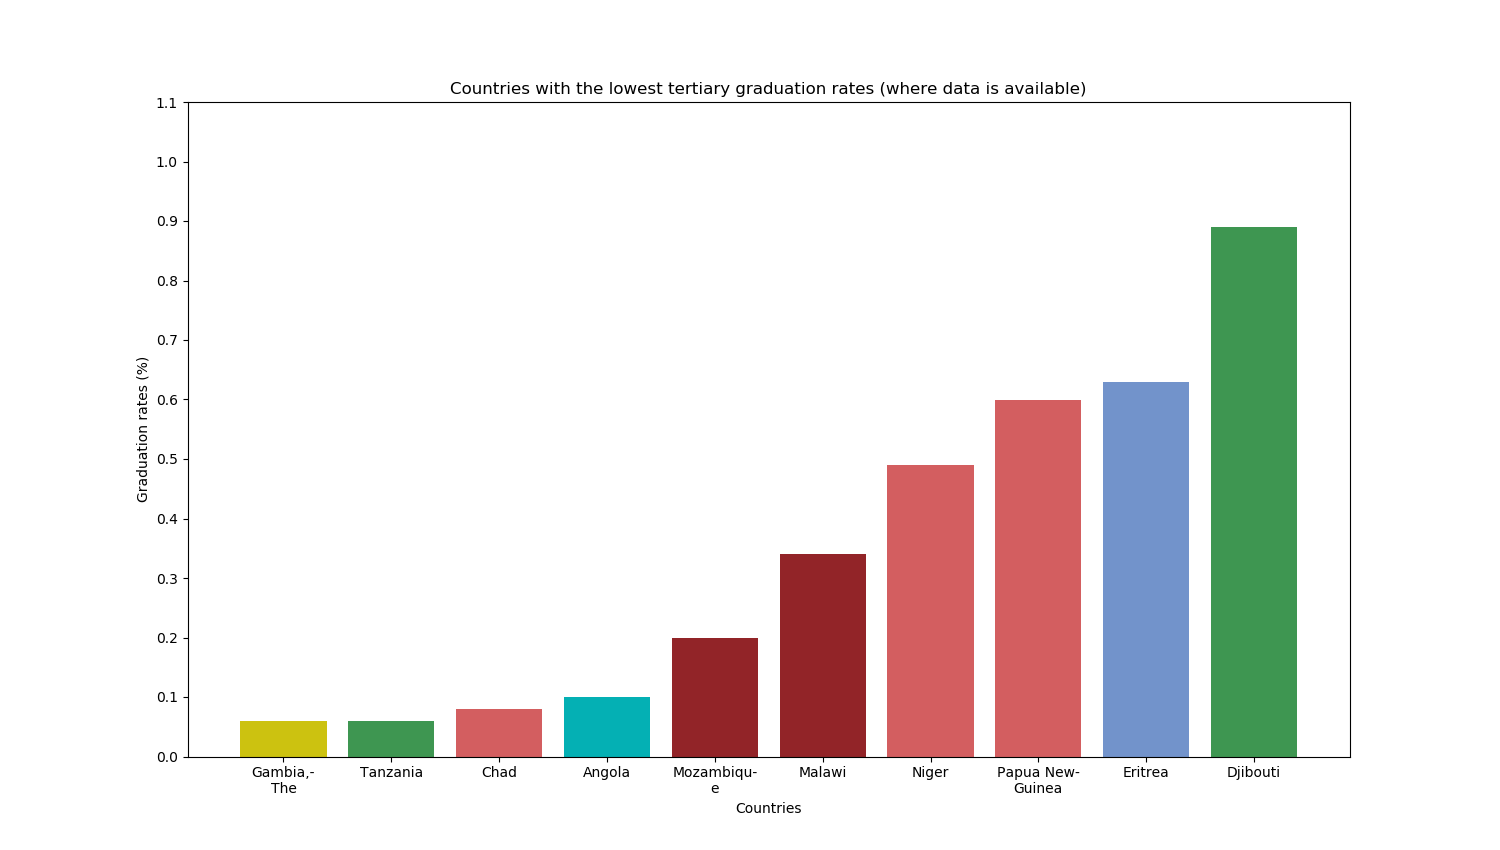 Countries with the lowest tertiary graduation rates (where data is available)
1.1
1.0
0.9
0.8
0.7
0.6
0.5
0.4
0.3
0.2
0.1
0.0
Graduation rates (%)
Gambia,-
The
Tanzania
Chad
Angola
Mozambiqu-
e
Malawi
Niger
Papua New-
Guinea
Eritrea
Djibouti
Countries